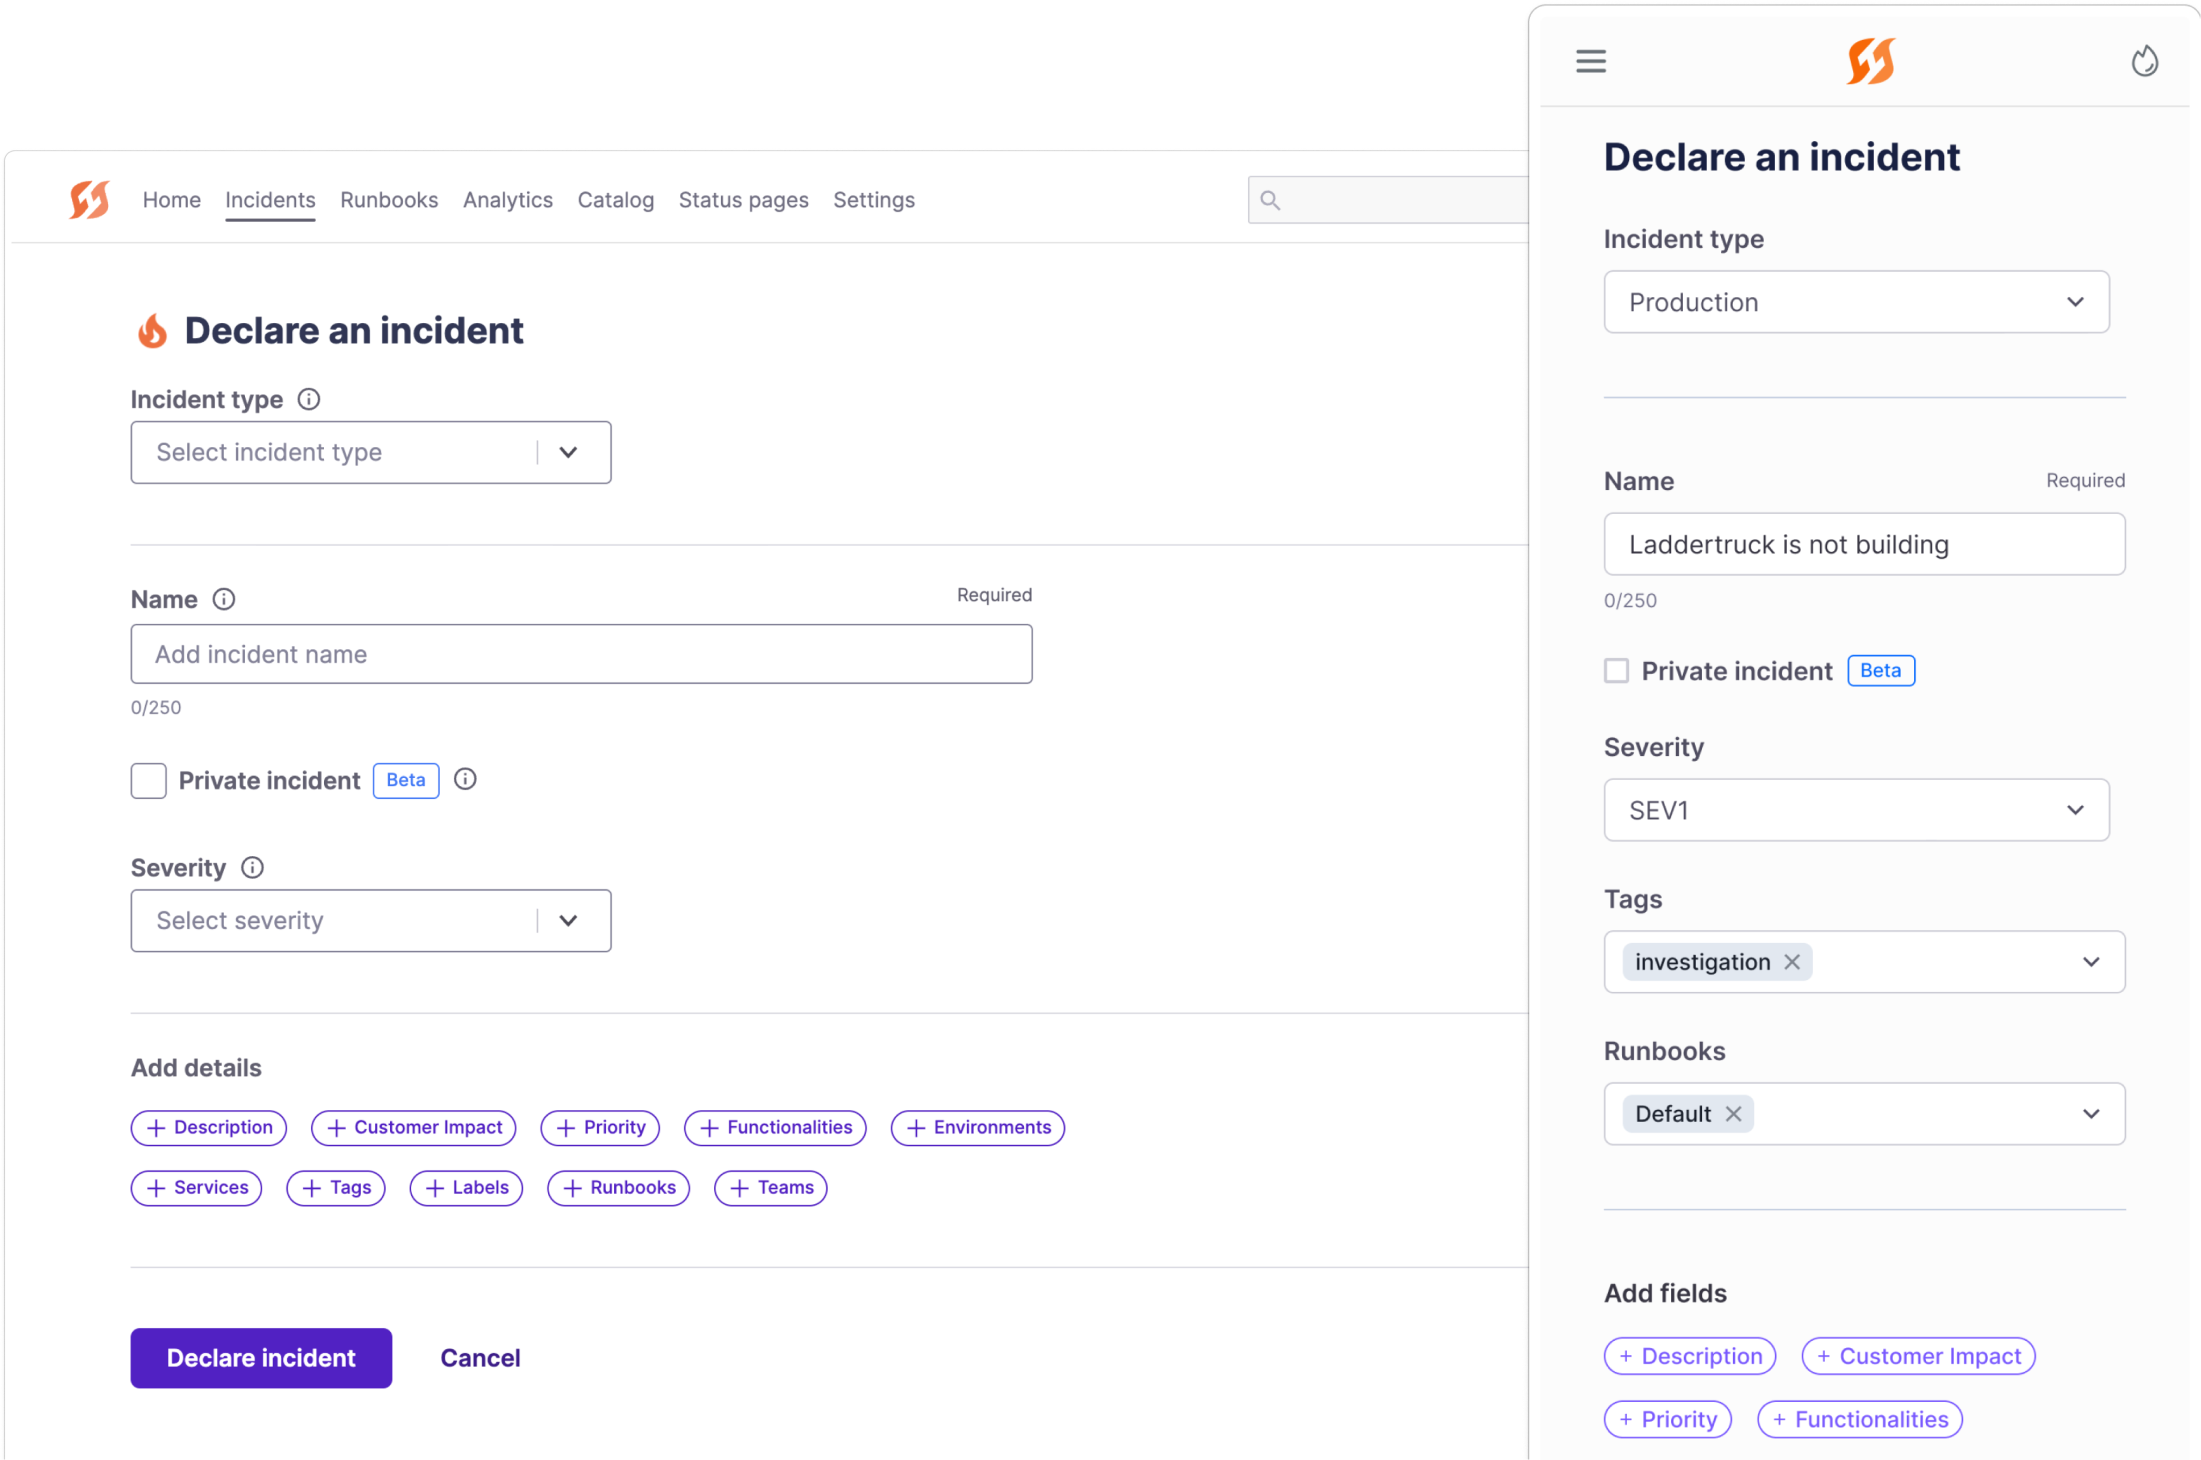 Home Incidents Runbooks Analytics Catalog Status pages Settings
Declare an incident
Incident type
Select incident type
Name Required
Add incident name
0/250
Private incident Beta
Severity
Select severity
Add details
+ Description + Customer Impact + Priority + Functionalities + Environments
+ Services + Tags + Labels + Runbooks + Teams
Declare incident Cancel
Declare an incident
Incident type
Production
Name Required
Laddertruck is not building
0/250
Private incident Beta
Severity
SEV1
Tags
investigation
Runbooks
Default
Add fields
+ Description + Customer Impact
+ Priority + Functionalities